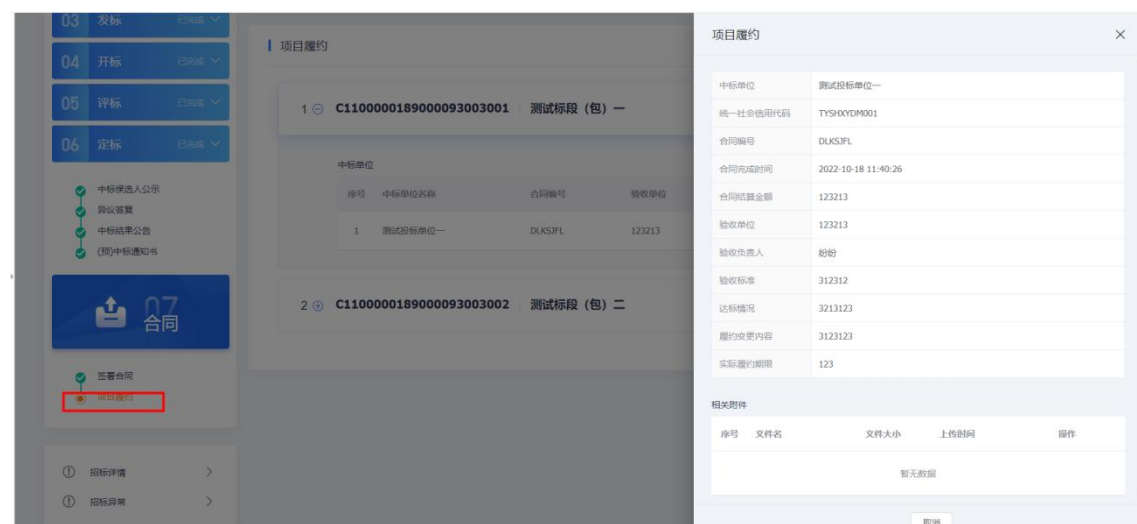 03 发标 已完成
04 开标 已完成
05 评标 已完成
06 定标 已完成
中标候选人公示
异议答复
中标结果公告
(预)中标通知书
07
合同
签署合同
项目履约
招标详情
招标异常
项目履约
1 C1100000189000093003001 测试标段（包）一
中标单位
序号 中标单位名称 合同编号 验收单位
1 测试投标单位一 DLKSJFL 123213
2 C1100000189000093003002 测试标段（包）二
项目履约
中标单位 测试投标单位一
统一社会信用代码 TYSHXYDM001
合同编号 DLKSJFL
合同完成时间 2022-10-18 11:40:26
合同结算金额 123213
验收单位 123213
验收负责人 纷纷
验收标准 312312
达标情况 3213123
履约变更内容 3123123
实际履约期限 123
相关附件
序号 文件名 文件大小 上传时间 操作
暂无数据
取消